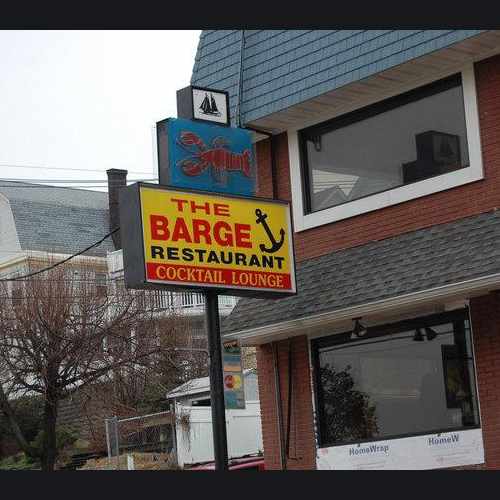 THE
BARGE
RESTAURANT
COCKTAIL LOUNGE
HomeWrap
HomeW